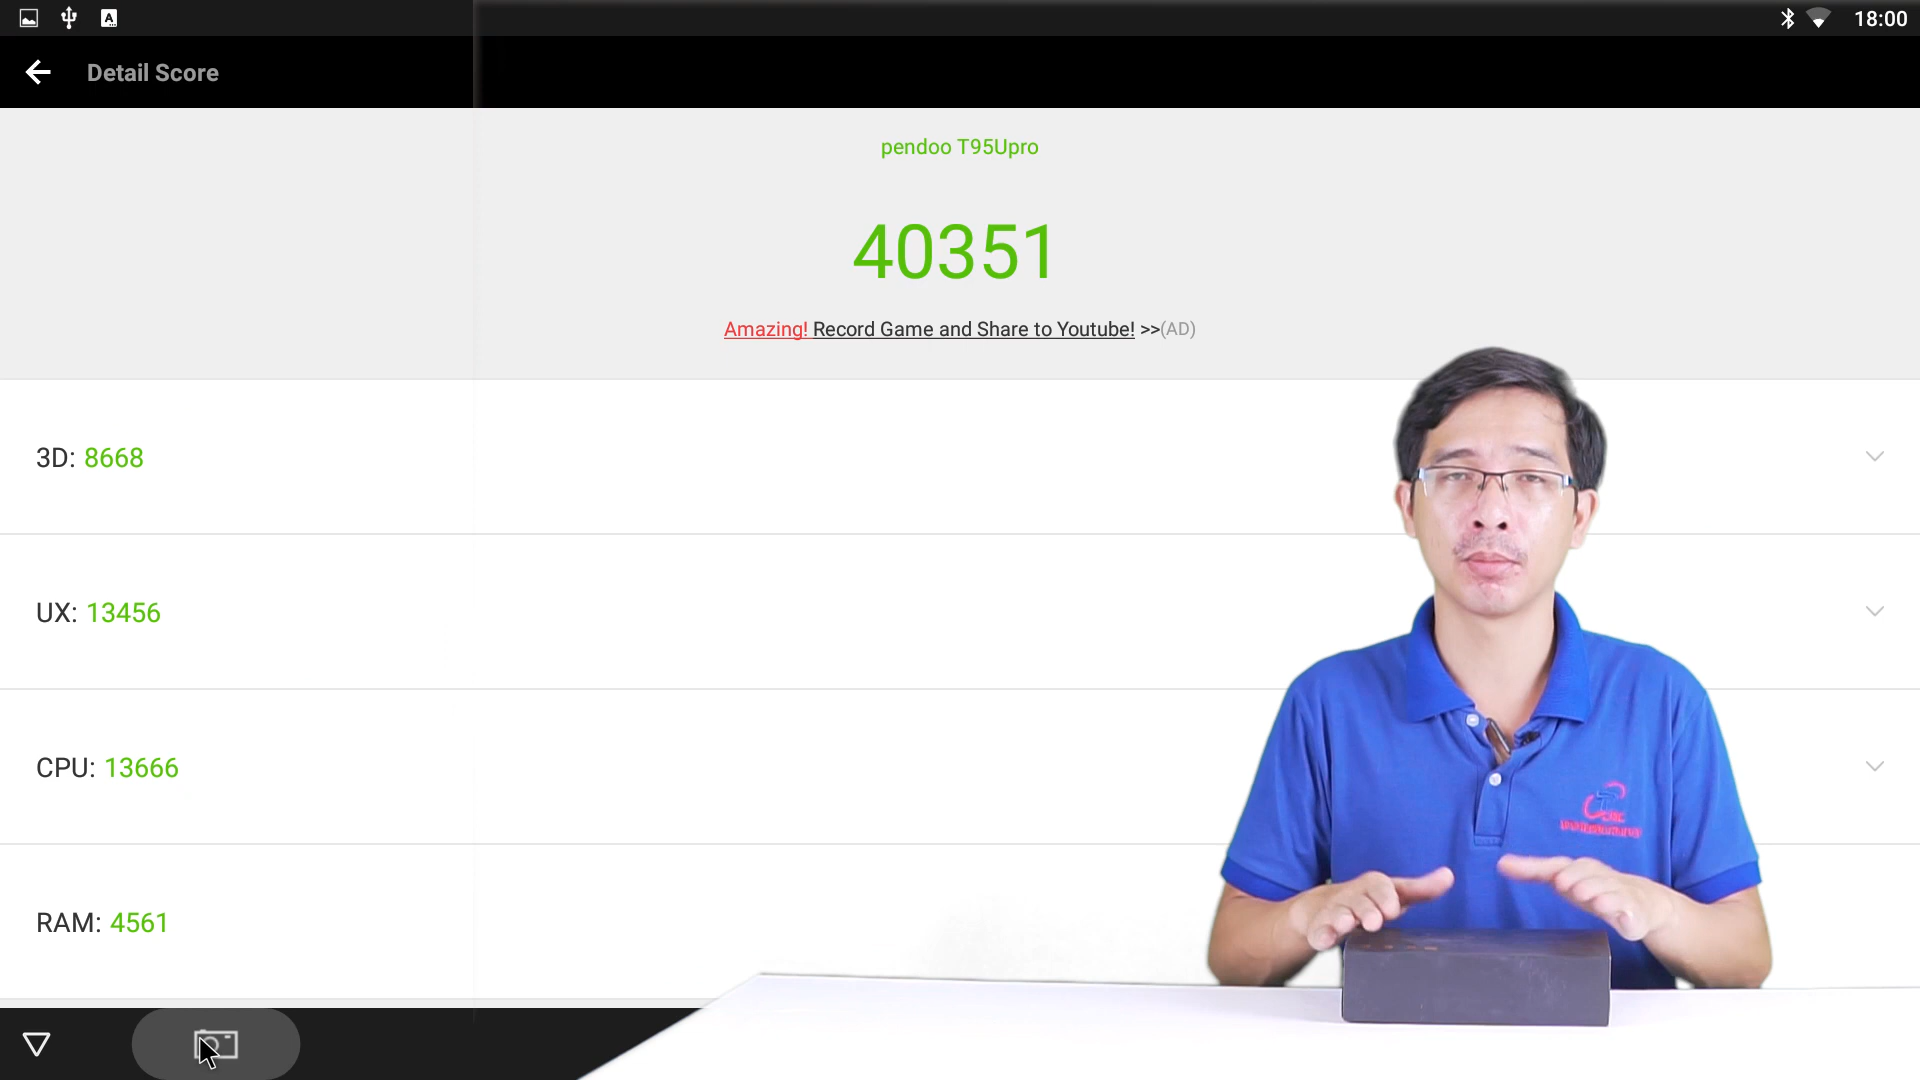 18:00
Detail Score
pendoo T95Upro
40351
Amazing! Record Game and Share to Youtube! >>(AD)
3D: 8668
UX: 13456
CPU: 13666
RAM: 4561